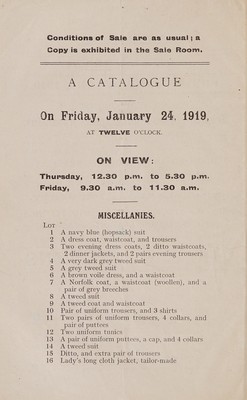 Conditions of Sale are as usual; a
Copy is exhibited in the Sale Room.
A CATALOGUE
On Friday, January 24, 1919,
AT TWELVE O'CLOCK.
ON VIEW:
Thursday, 12.30 p.m. to 5.30 p.m.
Friday, 9.30 a.m. to 11.30 a.m.
MISCELLANIES.
LOT
1 A navy blue (hopsack) suit
2 A dress coat, waistcoat, and trousers
3 Two evening dress coats, 2 ditto waistcoats,
2 dinner jackets, and 2 pairs evening trousers
4 A very dark grey tweed suit
5 A grey tweed suit
6 A brown voile dress, and a waistcoat
7 A Norfolk coat, a waistcoat (woollen), and a
pair of grey breeches
8 A tweed suit
9 A tweed coat and waistcoat
10 Pair of uniform trousers, and 3 shirts
11 Two pairs of uniform trousers, 4 collars, and
pair of puttees
12 Two uniform tunics
13 A pair of uniform puttees, a cap, and 4 collars
14 A tweed suit
15 Ditto, and extra pair of trousers
16 Lady's long cloth jacket, tailor-made